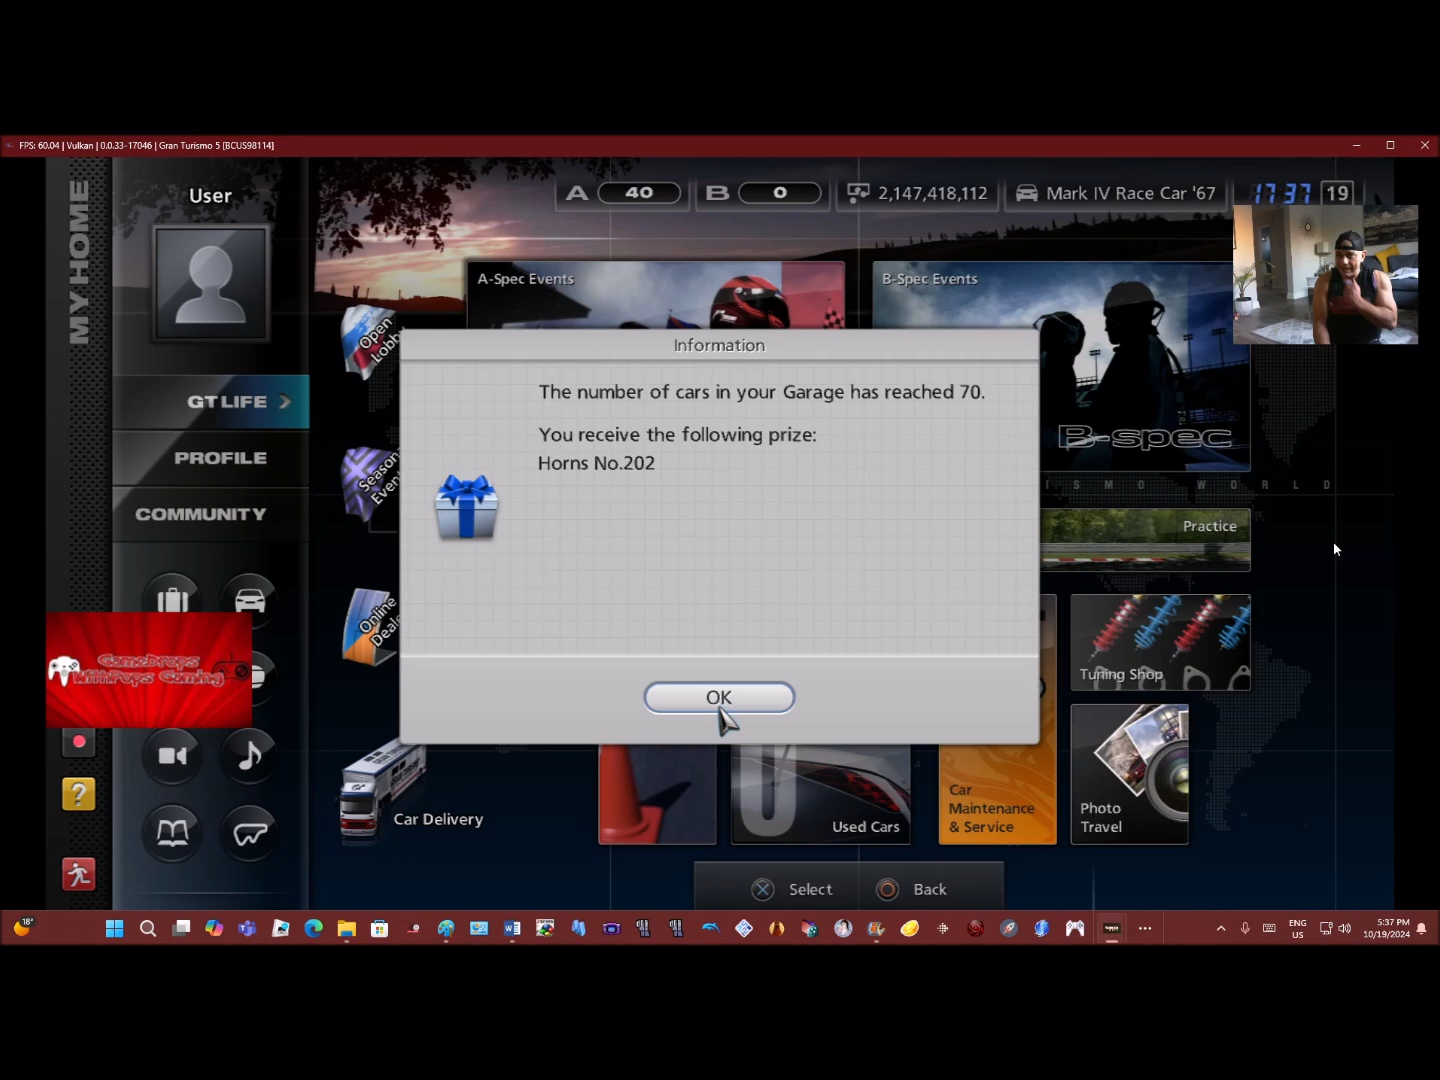 FPS: 60.04 | Vulkan | 0.0.33-17046 | Gran Turismo 5 [BCUS98114]
MY HOME
User
A 40
B 0
2,147,418,112
Mark IV Race Car '67
17:37
19
A-Spec Events
B-Spec Events
Open
Lobby
Information
The number of cars in your Garage has reached 70.
You receive the following prize:
Horns No.202
OK
GT LIFE
PROFILE
COMMUNITY
B-spec
I S M O W O R L D
Practice
Online
GameDrops
WithPops Gaming
Tuning Shop
Car Delivery
Used Cars
Car
Maintenance
& Service
Photo
Travel
Select
Back
18°
ENG
US
5:37 PM
10/19/2024